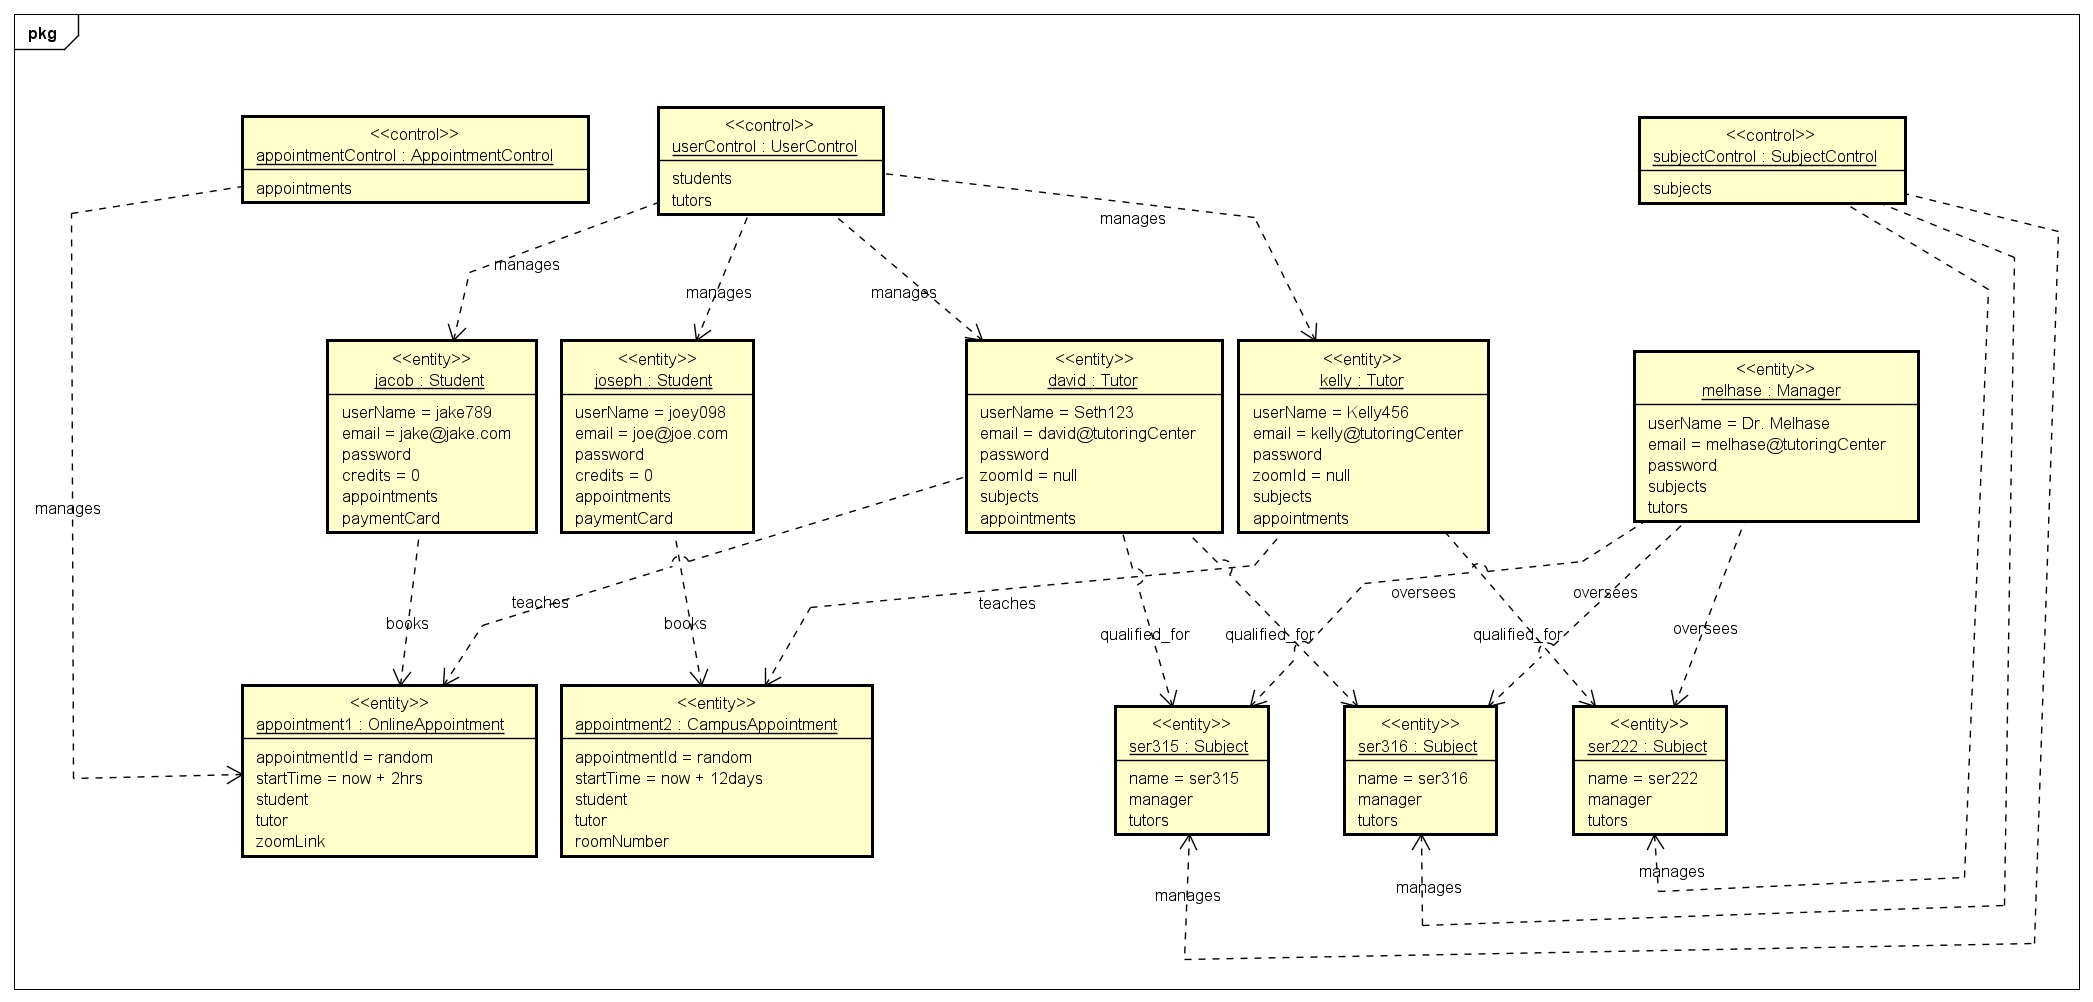 pkg
<<control>>
appointmentControl : AppointmentControl
appointments
<<control>>
userControl : UserControl
students
tutors
<<control>>
subjectControl : SubjectControl
subjects
manages
manages
manages
manages
manages
<<entity>>
jacob : Student
userName = jake789
email = jake@jake.com
password
credits = 0
appointments
paymentCard
<<entity>>
joseph : Student
userName = joey098
email = joe@joe.com
password
credits = 0
appointments
paymentCard
<<entity>>
david : Tutor
userName = Seth123
email = david@tutoringCenter
password
zoomId = null
subjects
appointments
<<entity>>
kelly : Tutor
userName = Kelly456
email = kelly@tutoringCenter
password
zoomId = null
subjects
appointments
<<entity>>
melhase : Manager
userName = Dr. Melhase
email = melhase@tutoringCenter
password
subjects
tutors
books
teaches
books
teaches
qualified_for
qualified_for
oversees
qualified_for
oversees
oversees
<<entity>>
appointment1 : OnlineAppointment
appointmentId = random
startTime = now + 2hrs
student
tutor
zoomLink
<<entity>>
appointment2 : CampusAppointment
appointmentId = random
startTime = now + 12days
student
tutor
roomNumber
<<entity>>
ser315 : Subject
name = ser315
manager
tutors
<<entity>>
ser316 : Subject
name = ser316
manager
tutors
<<entity>>
ser222 : Subject
name = ser222
manager
tutors
manages
manages
manages